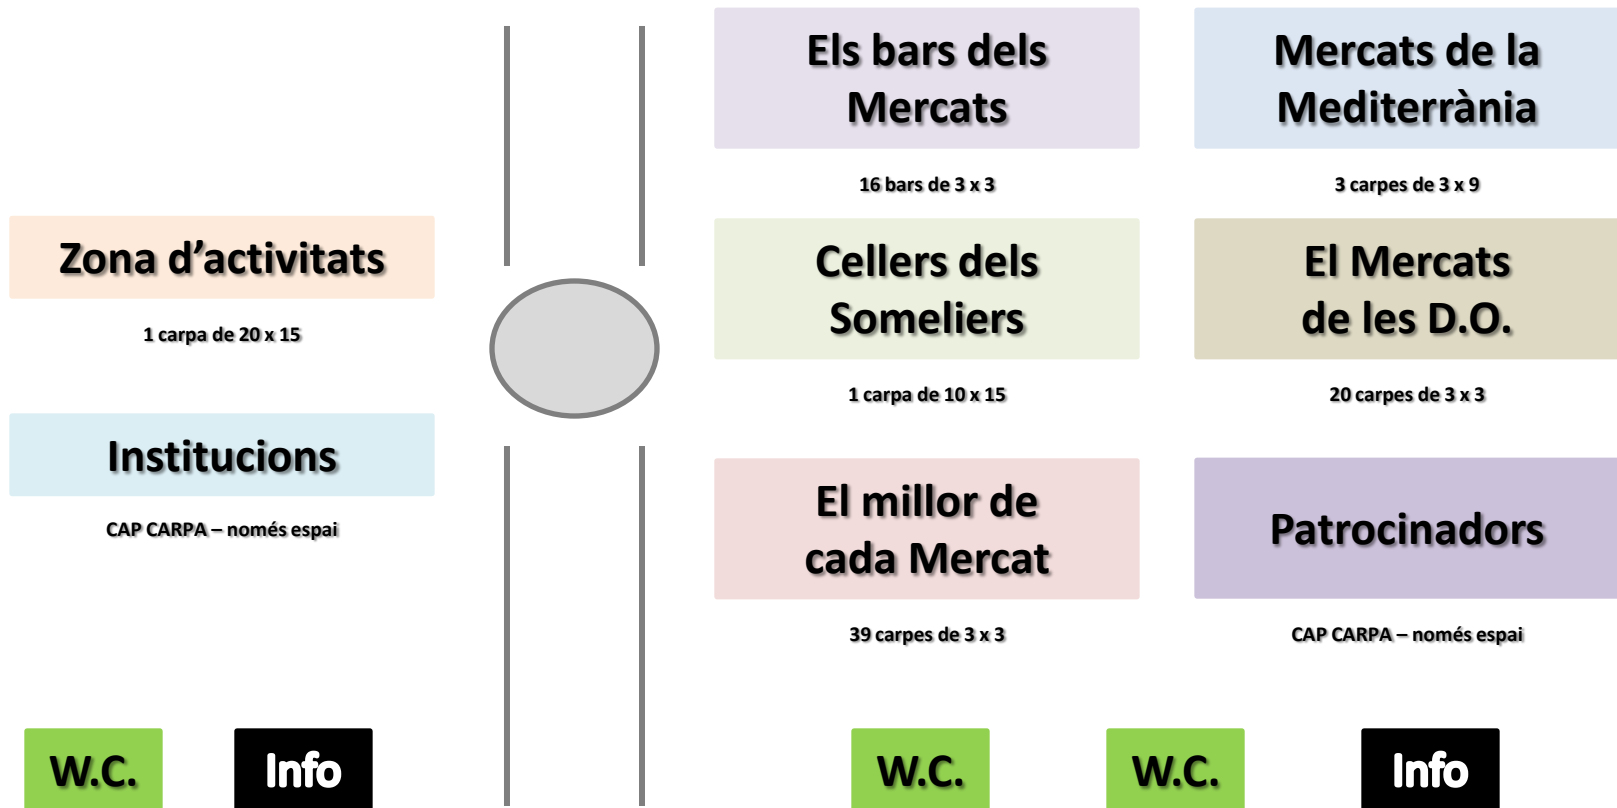 Els bars dels
Mercats
16 bars de 3 x 3
Mercats de la
Mediterrània
3 carpes de 3 x 9
Zona d’activitats
1 carpa de 20 x 15
Cellers dels
Someliers
1 carpa de 10 x 15
El Mercats
de les D.O.
20 carpes de 3 x 3
Institucions
CAP CARPA – només espai
El millor de
cada Mercat
39 carpes de 3 x 3
Patrocinadors
CAP CARPA – només espai
W.C.
Info
W.C.
W.C.
Info